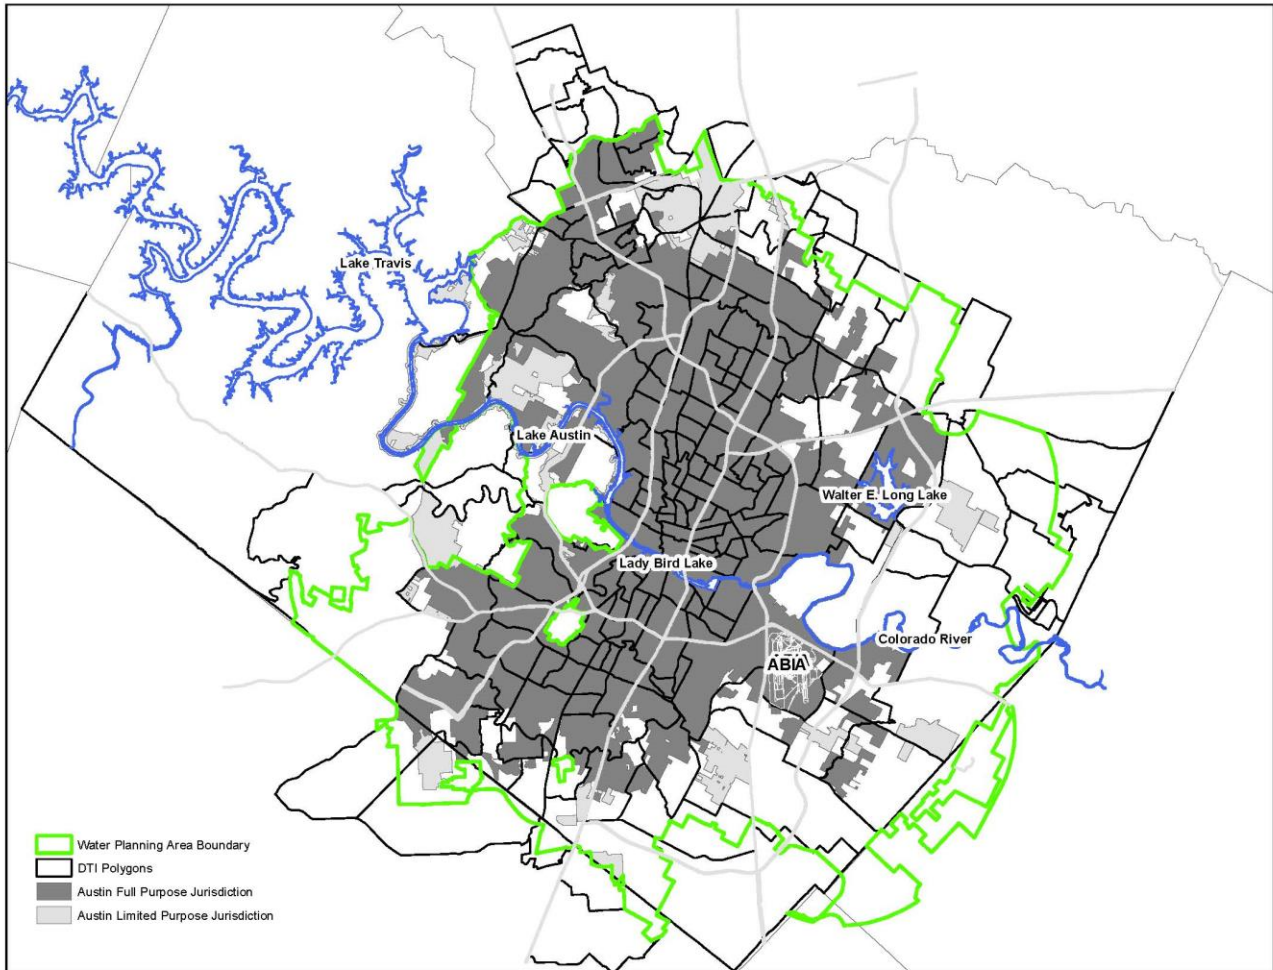 Lake Travis
Lake Austin
Walter E. Long Lake
Lady Bird Lake
Colorado River
ABIA
Water Planning Area Boundary
DTI Polygons
Austin Full Purpose Jurisdiction
Austin Limited Purpose Jurisdiction